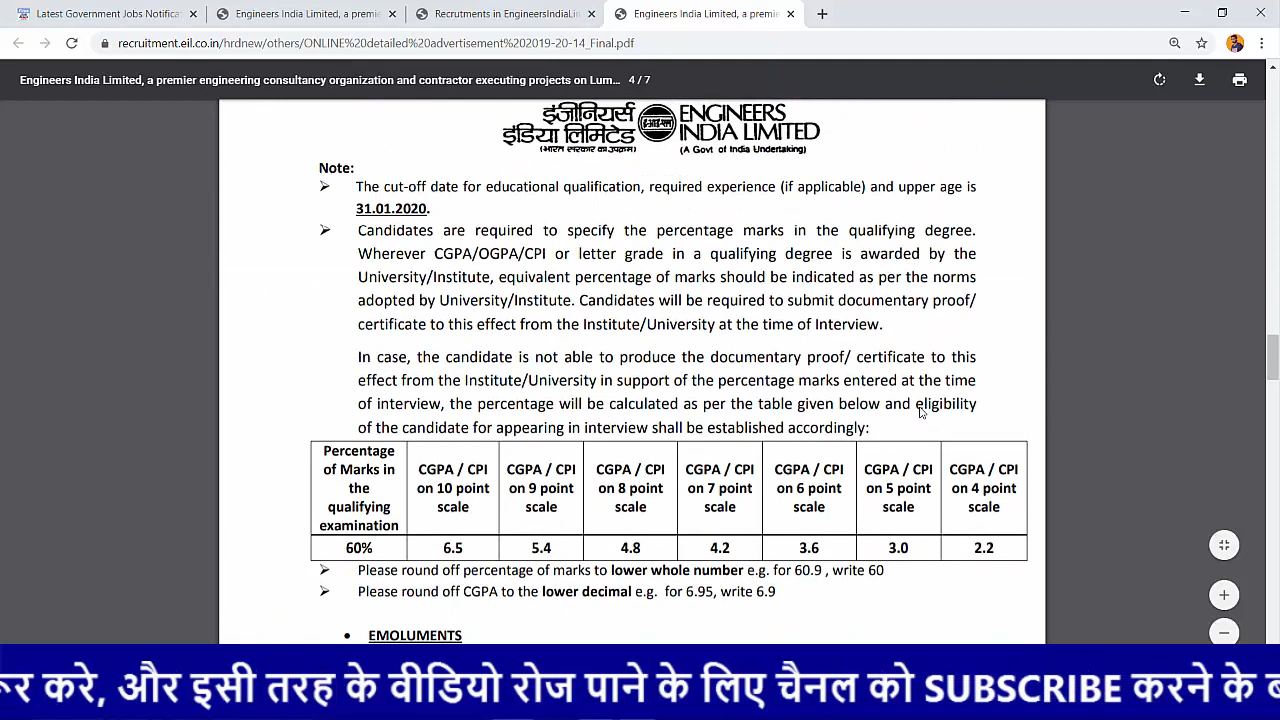 Latest Government Jobs Notifica
Engineers India Limited, a premie
Recrutments in EngineersIndiaLin
Engineers India Limited, a premie
recruitment.eil.co.in/hrdnew/others/ONLINE%20detailed%20advertisement%202019-20-14_Final.pdf
Engineers India Limited, a premier engineering consultancy organization and contractor executing projects on Lum... 4/7
इंजीनियर्स ENGINEERS
इंडिया लिमिटेड INDIA LIMITED
(भारत सरकार का उपक्रम) (A Govt of India Undertaking)
Note:
➢ The cut-off date for educational qualification, required experience (if applicable) and upper age is
31.01.2020.
➢ Candidates are required to specify the percentage marks in the qualifying degree.
Wherever CGPA/OGPA/CPI or letter grade in a qualifying degree is awarded by the
University/Institute, equivalent percentage of marks should be indicated as per the norms
adopted by University/Institute. Candidates will be required to submit documentary proof/
certificate to this effect from the Institute/University at the time of Interview.
In case, the candidate is not able to produce the documentary proof/ certificate to this
effect from the Institute/University in support of the percentage marks entered at the time
of interview, the percentage will be calculated as per the table given below and eligibility
of the candidate for appearing in interview shall be established accordingly:
Percentage
of Marks in
the
qualifying
examination
CGPA / CPI
on 10 point
scale
CGPA / CPI
on 9 point
scale
CGPA / CPI
on 8 point
scale
CGPA / CPI
on 7 point
scale
CGPA / CPI
on 6 point
scale
CGPA / CPI
on 5 point
scale
CGPA / CPI
on 4 point
scale
60% 6.5 5.4 4.8 4.2 3.6 3.0 2.2
➢ Please round off percentage of marks to lower whole number e.g. for 60.9 , write 60
➢ Please round off CGPA to the lower decimal e.g. for 6.95, write 6.9
• EMOLUMENTS
करे, और इसी तरह के वीडियो रोज पाने के लिए चैनल को SUBSCRIBE करने के